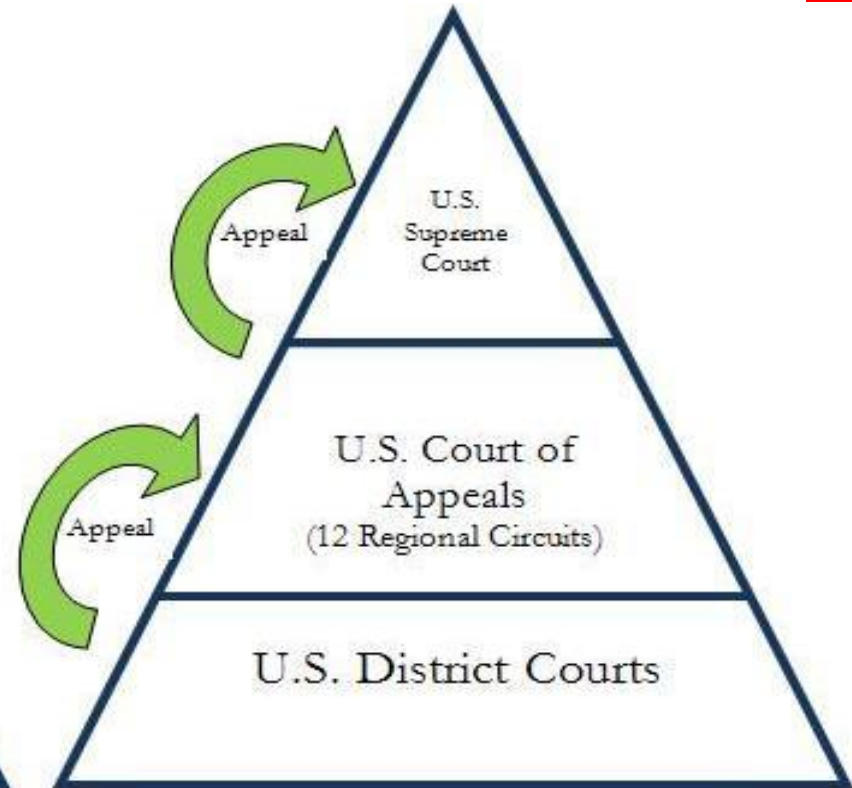 U.S.
Supreme
Court
Appeal
U.S. Court of
Appeals
(12 Regional Circuits)
Appeal
U.S. District Courts